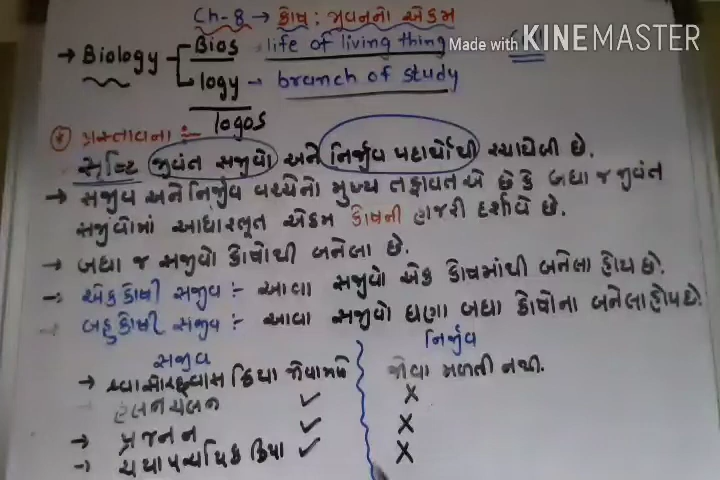 Ch-8 → કોષ : જીવનનો એકમ
Made with KINEMASTER
→ Biology
Bios life of living thing
logy → branch of study
logos
* પ્રસ્તાવના :-
સૃષ્ટિ જીવંત સજીવો અને નિર્જીવ પદાર્થોથી રચાયેલી છે.
→ સજીવ અને નિર્જીવ વચ્ચેનો મુખ્ય તફાવત એ છે કે બધા જ જીવંત
સજીવોમાં આધારભૂત એકમ કોષની હાજરી દર્શાવે છે.
→ બધા જ સજીવો કોષોથી બનેલા છે.
→ એકકોષી સજીવ :- આવા સજીવો એક કોષમાંથી બનેલા હોય છે.
→ બહુકોષી સજીવ :- આવા સજીવો ઘણા બધા કોષોના બનેલા હોય છે.
સજીવ નિર્જીવ
→ શ્વાસોચ્છ્વાસ ક્રિયા જોવા મળે જોવા મળતી નથી.
→ હલનચલન ✓ ✗
→ પ્રજનન ✓ ✗
→ ચયાપચયિક ક્રિયા ✓ ✗